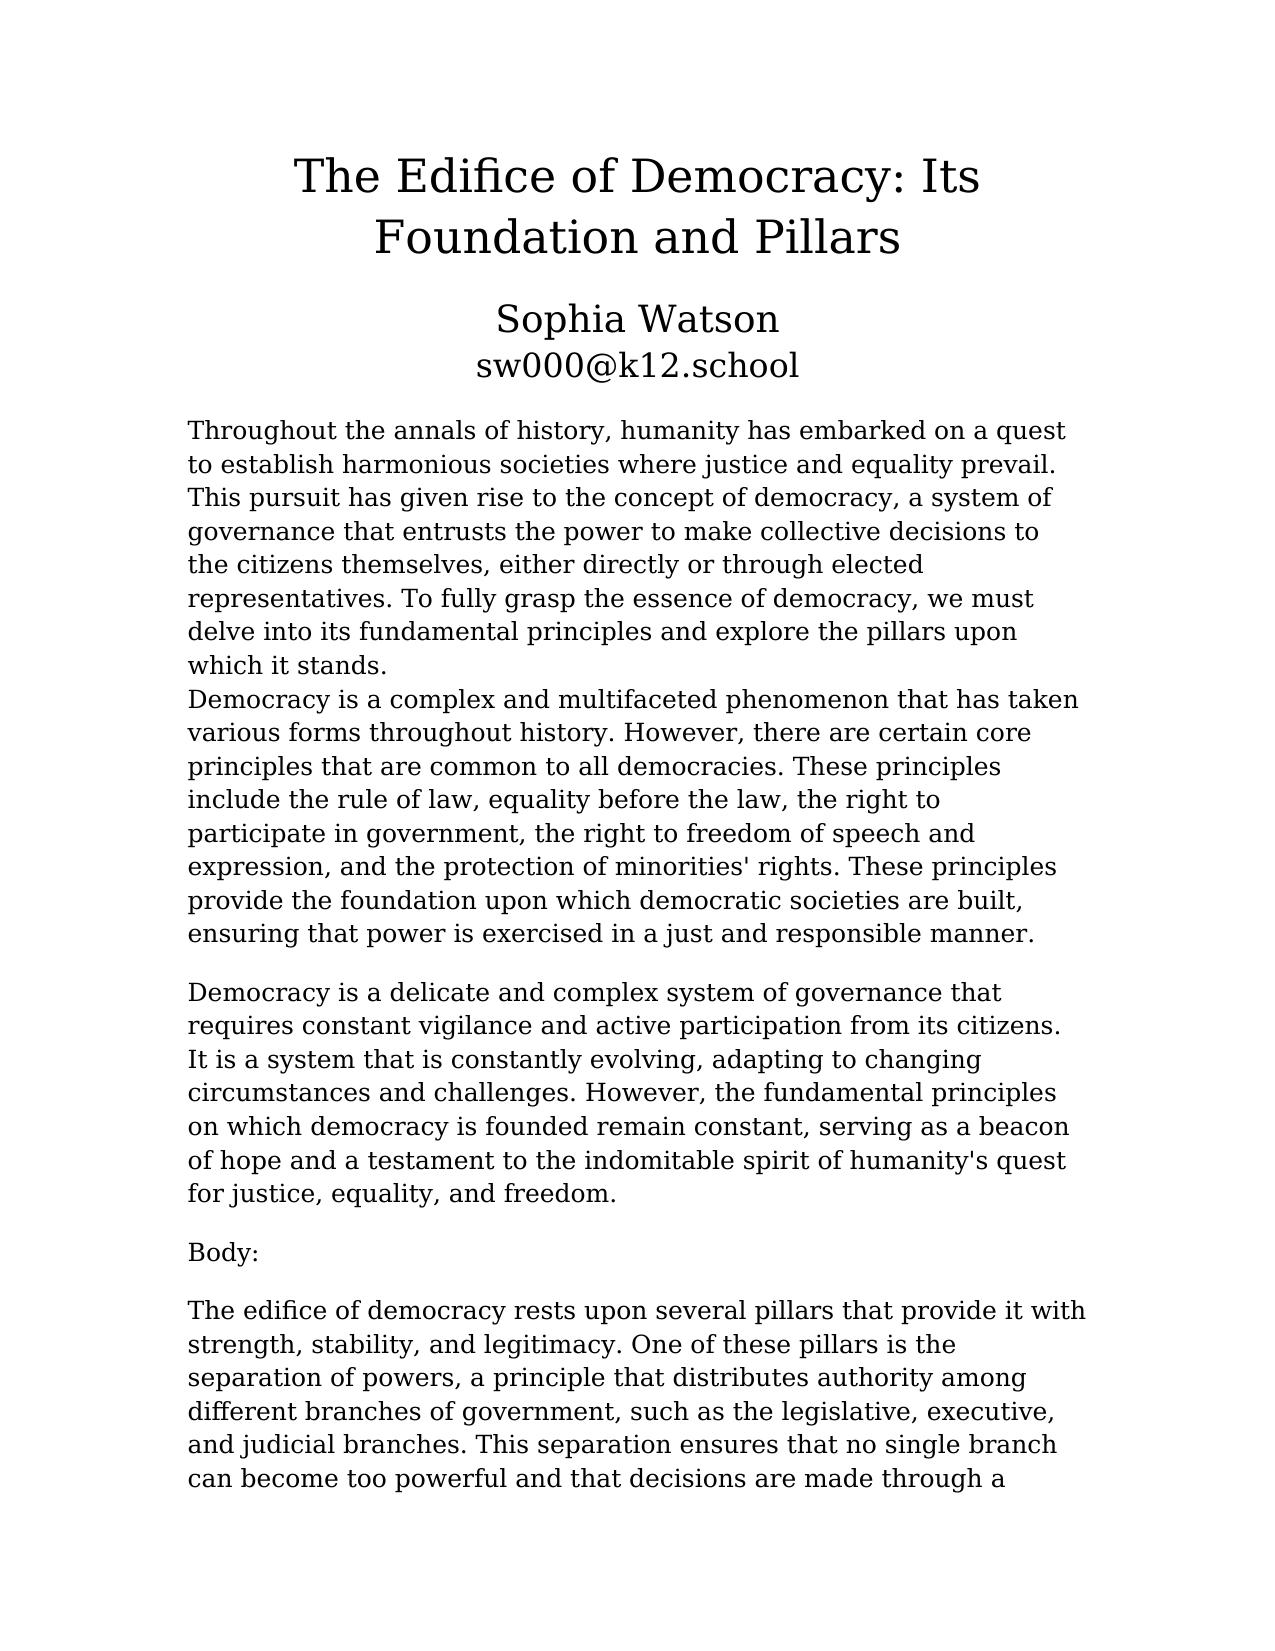 The Edifice of Democracy: Its
Foundation and Pillars
Sophia Watson
sw000@k12.school
Throughout the annals of history, humanity has embarked on a quest
to establish harmonious societies where justice and equality prevail.
This pursuit has given rise to the concept of democracy, a system of
governance that entrusts the power to make collective decisions to
the citizens themselves, either directly or through elected
representatives. To fully grasp the essence of democracy, we must
delve into its fundamental principles and explore the pillars upon
which it stands.
Democracy is a complex and multifaceted phenomenon that has taken
various forms throughout history. However, there are certain core
principles that are common to all democracies. These principles
include the rule of law, equality before the law, the right to
participate in government, the right to freedom of speech and
expression, and the protection of minorities' rights. These principles
provide the foundation upon which democratic societies are built,
ensuring that power is exercised in a just and responsible manner.
Democracy is a delicate and complex system of governance that
requires constant vigilance and active participation from its citizens.
It is a system that is constantly evolving, adapting to changing
circumstances and challenges. However, the fundamental principles
on which democracy is founded remain constant, serving as a beacon
of hope and a testament to the indomitable spirit of humanity's quest
for justice, equality, and freedom.
Body:
The edifice of democracy rests upon several pillars that provide it with
strength, stability, and legitimacy. One of these pillars is the
separation of powers, a principle that distributes authority among
different branches of government, such as the legislative, executive,
and judicial branches. This separation ensures that no single branch
can become too powerful and that decisions are made through a